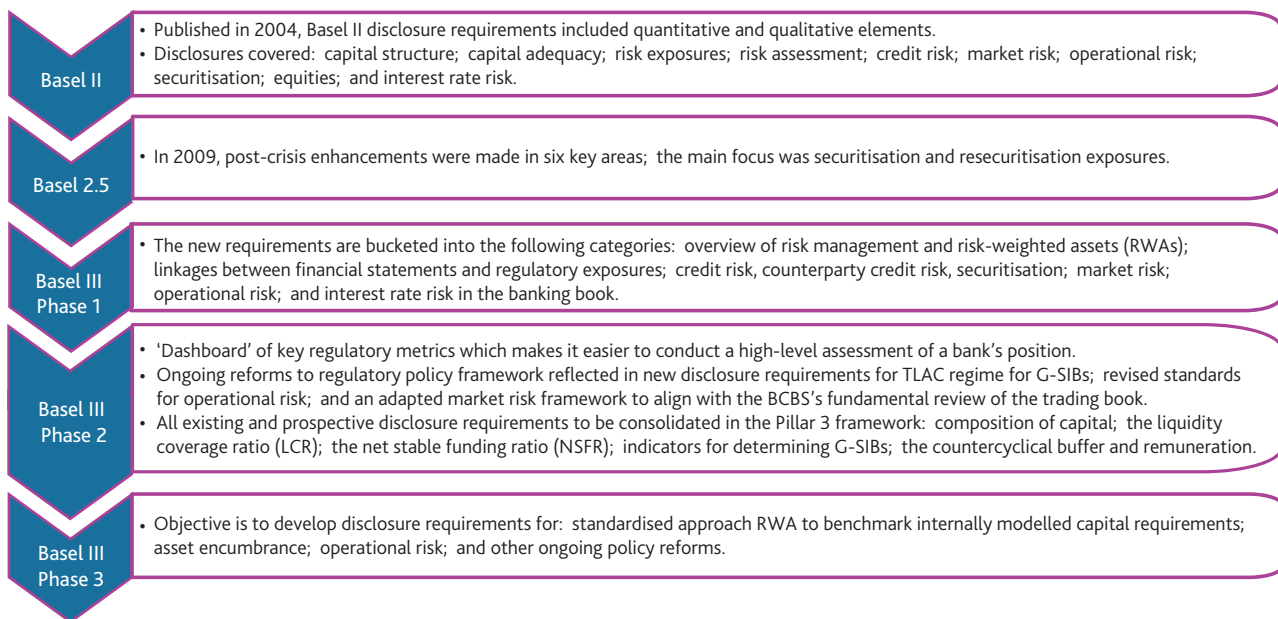 Basel II
• Published in 2004, Basel II disclosure requirements included quantitative and qualitative elements.
• Disclosures covered: capital structure; capital adequacy; risk exposures; risk assessment; credit risk; market risk; operational risk;
securitisation; equities; and interest rate risk.
Basel 2.5
• In 2009, post-crisis enhancements were made in six key areas; the main focus was securitisation and resecuritisation exposures.
Basel III
Phase 1
• The new requirements are bucketed into the following categories: overview of risk management and risk-weighted assets (RWAs);
linkages between financial statements and regulatory exposures; credit risk, counterparty credit risk, securitisation; market risk;
operational risk; and interest rate risk in the banking book.
Basel III
Phase 2
• ‘Dashboard’ of key regulatory metrics which makes it easier to conduct a high-level assessment of a bank’s position.
• Ongoing reforms to regulatory policy framework reflected in new disclosure requirements for TLAC regime for G-SIBs; revised standards
for operational risk; and an adapted market risk framework to align with the BCBS’s fundamental review of the trading book.
• All existing and prospective disclosure requirements to be consolidated in the Pillar 3 framework: composition of capital; the liquidity
coverage ratio (LCR); the net stable funding ratio (NSFR); indicators for determining G-SIBs; the countercyclical buffer and remuneration.
Basel III
Phase 3
• Objective is to develop disclosure requirements for: standardised approach RWA to benchmark internally modelled capital requirements;
asset encumbrance; operational risk; and other ongoing policy reforms.